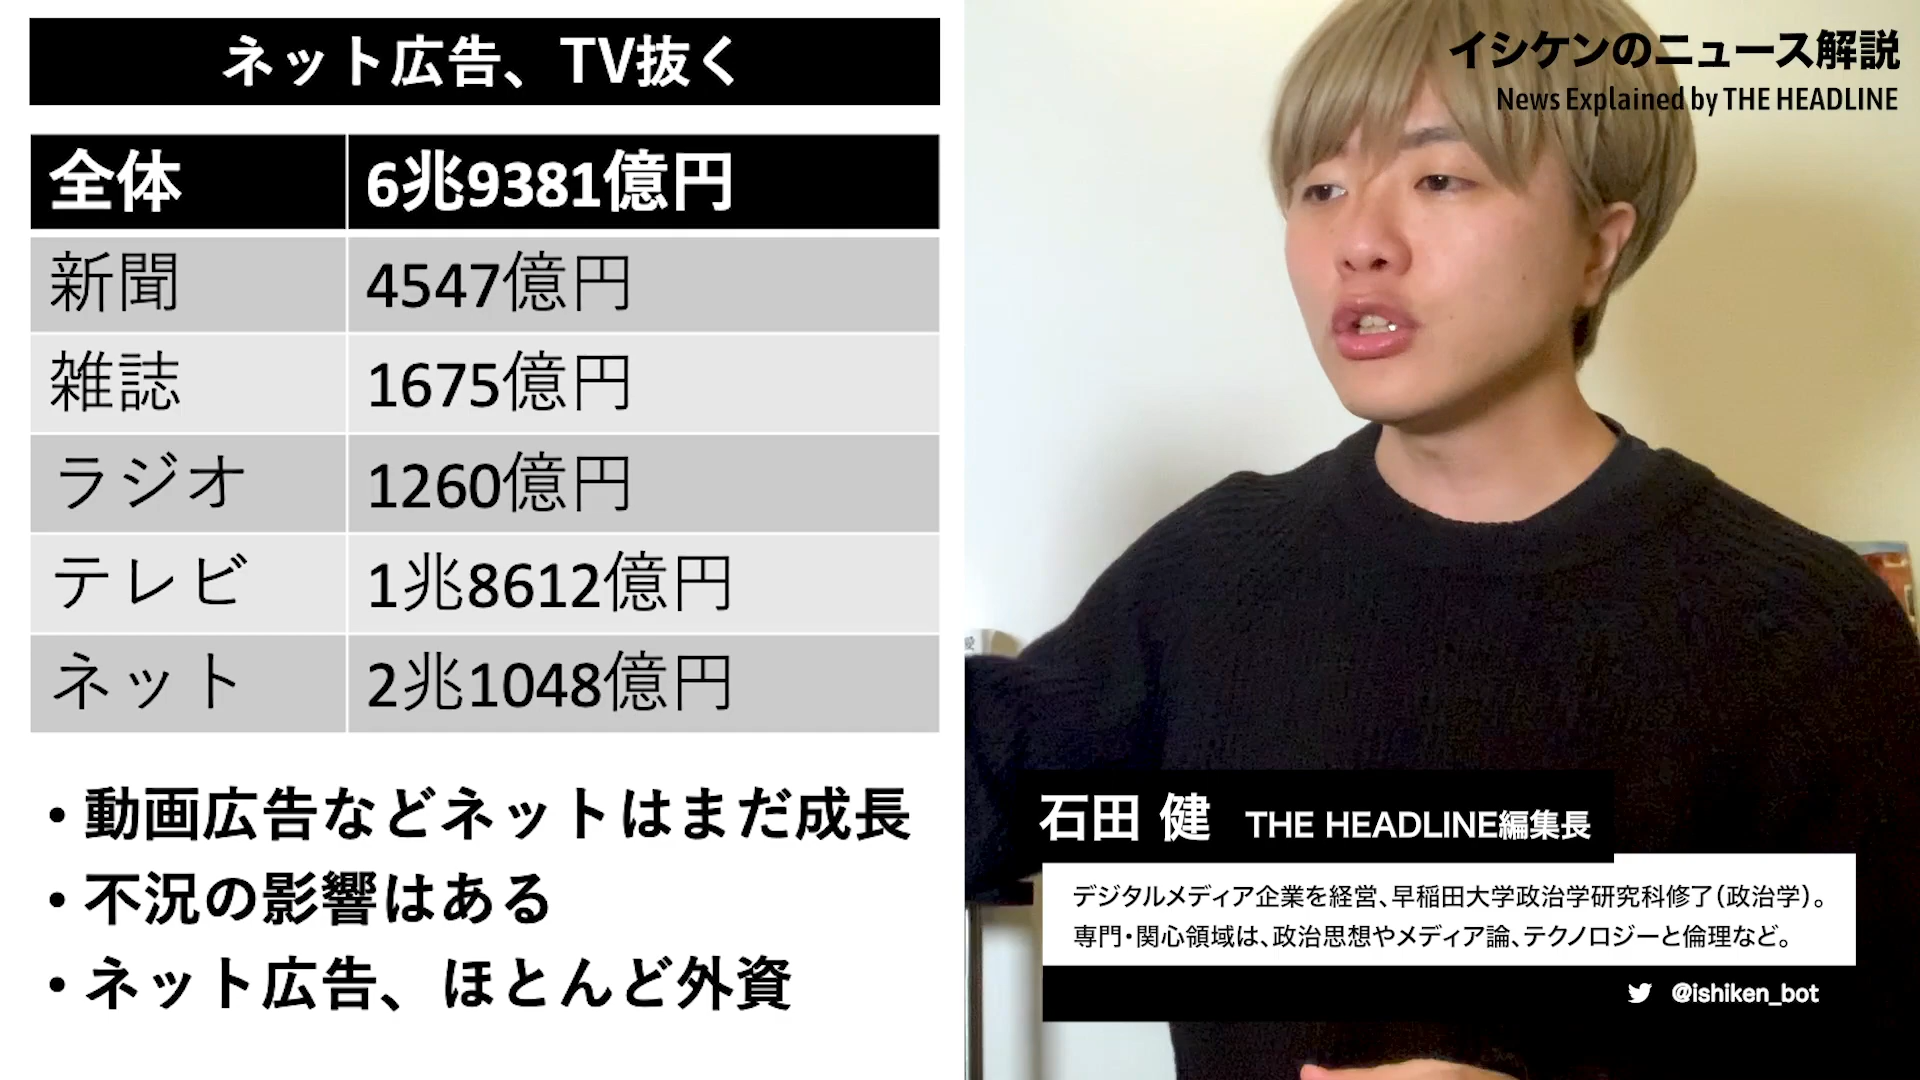 ネット広告、TV抜く
全体 6兆9381億円
新聞 4547億円
雑誌 1675億円
ラジオ 1260億円
テレビ 1兆8612億円
ネット 2兆1048億円
・動画広告などネットはまだ成長
・不況の影響はある
・ネット広告、ほとんど外資
イシケンのニュース解説
News Explained by THE HEADLINE
石田 健 THE HEADLINE編集長
デジタルメディア企業を経営、早稲田大学政治学研究科修了(政治学)。
専門・関心領域は、政治思想やメディア論、テクノロジーと倫理など。
@ishiken_bot